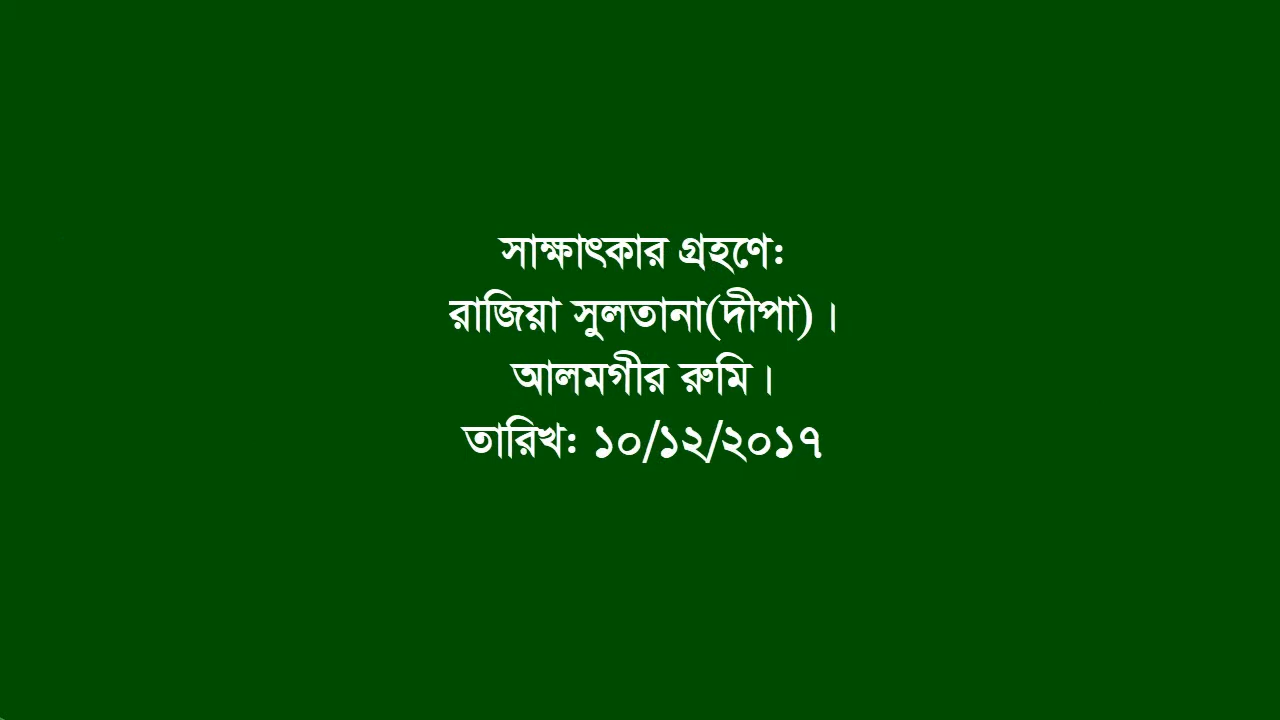 সাক্ষাৎকার গ্রহণে:
রাজিয়া সুলতানা(দীপা)।
আলমগীর রুমি।
তারিখ: ১০/১২/২০১৭